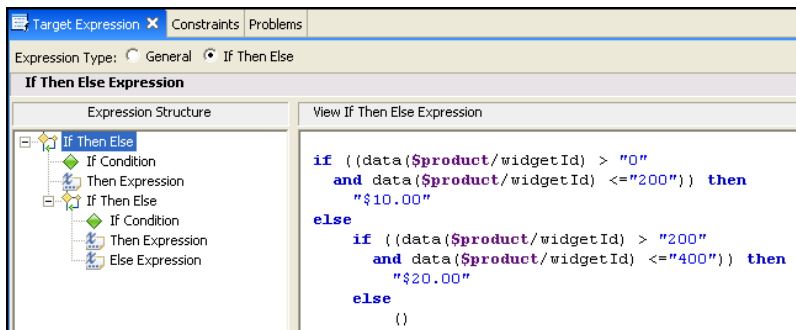 Target Expression Constraints Problems
Expression Type: General If Then Else
If Then Else Expression
Expression Structure
If Then Else
If Condition
Then Expression
If Then Else
If Condition
Then Expression
Else Expression
View If Then Else Expression
if ((data($product/widgetId) > "0"
and data($product/widgetId) <="200")) then
"$10.00"
else
if ((data($product/widgetId) > "200"
and data($product/widgetId) <="400")) then
"$20.00"
else
()